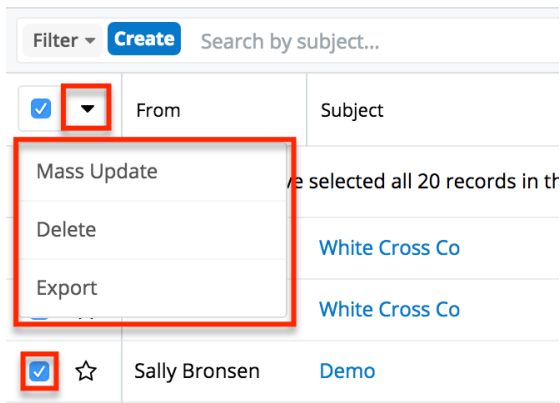 Filter Create Search by subject...
From Subject
Mass Update
selected all 20 records in
Delete
White Cross Co
Export
White Cross Co
Sally Bronsen Demo